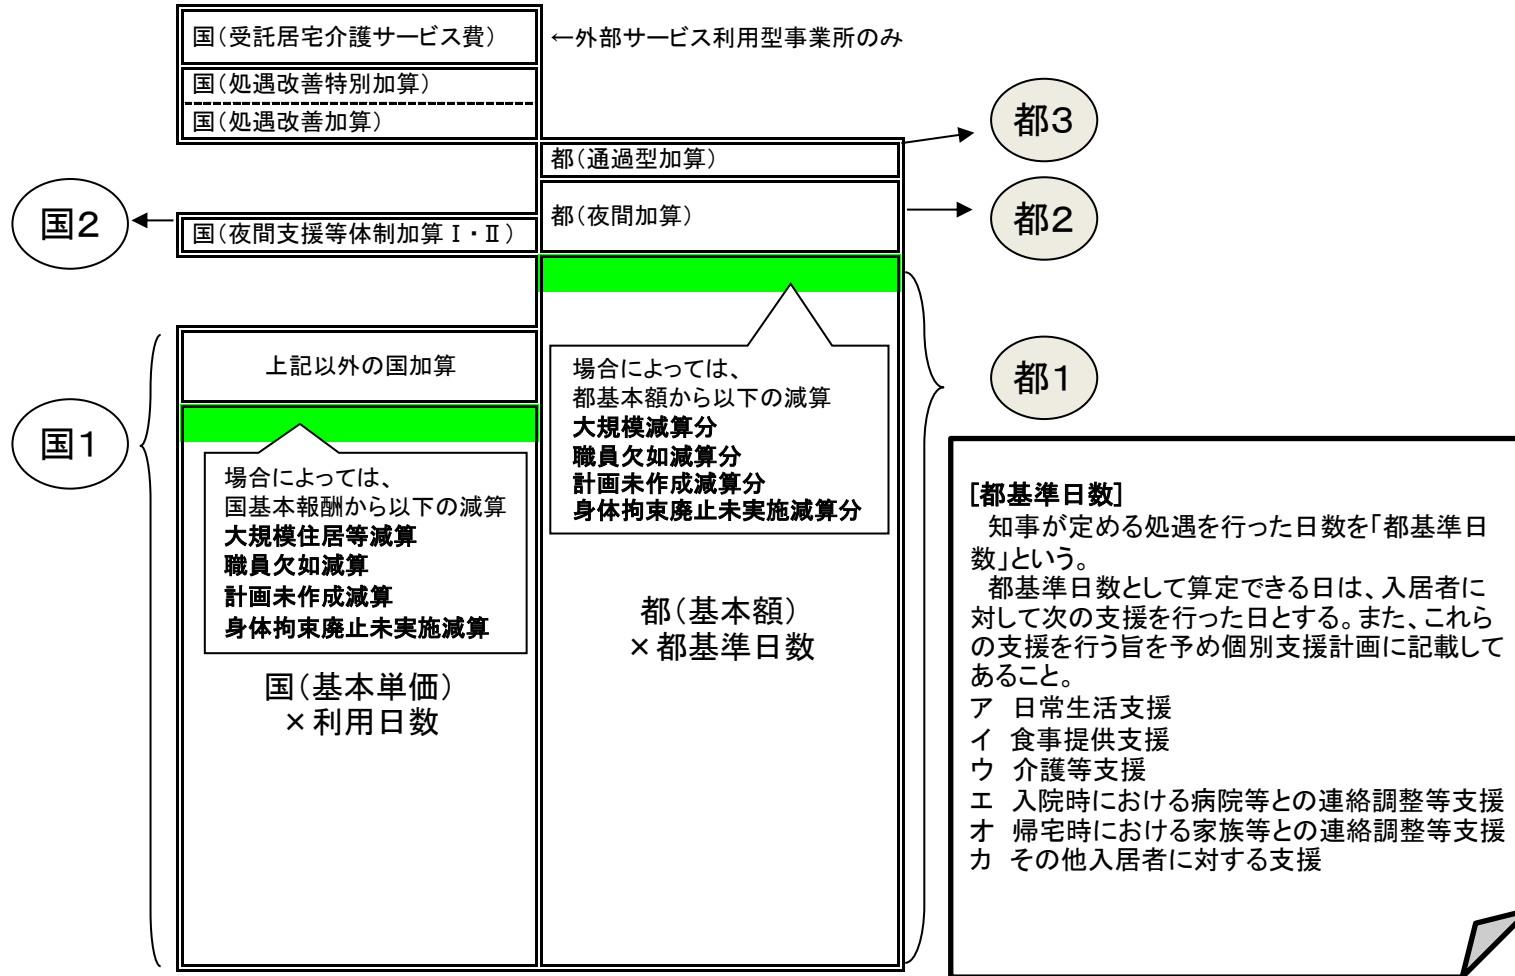 国（受託居宅介護サービス費）
←外部サービス利用型事業所のみ
国（処遇改善特別加算）
国（処遇改善加算）
都３
都（通過型加算）
都２
都（夜間加算）
国２
国（夜間支援等体制加算Ⅰ・Ⅱ）
上記以外の国加算
国１
場合によっては、
国基本報酬から以下の減算
大規模住居等減算
職員欠如減算
計画未作成減算
身体拘束廃止未実施減算
国（基本単価）
×利用日数
場合によっては、
都基本額から以下の減算
大規模減算分
職員欠如減算分
計画未作成減算分
身体拘束廃止未実施減算分
都（基本額）
×都基準日数
都１
[都基準日数]
知事が定める処遇を行った日数を「都基準日
数」という。
都基準日数として算定できる日は、入居者に
対して次の支援を行った日とする。また、これら
の支援を行う旨を予め個別支援計画に記載して
あること。
ア　日常生活支援
イ　食事提供支援
ウ　介護等支援
エ　入院時における病院等との連絡調整等支援
オ　帰宅時における家族等との連絡調整等支援
カ　その他入居者に対する支援